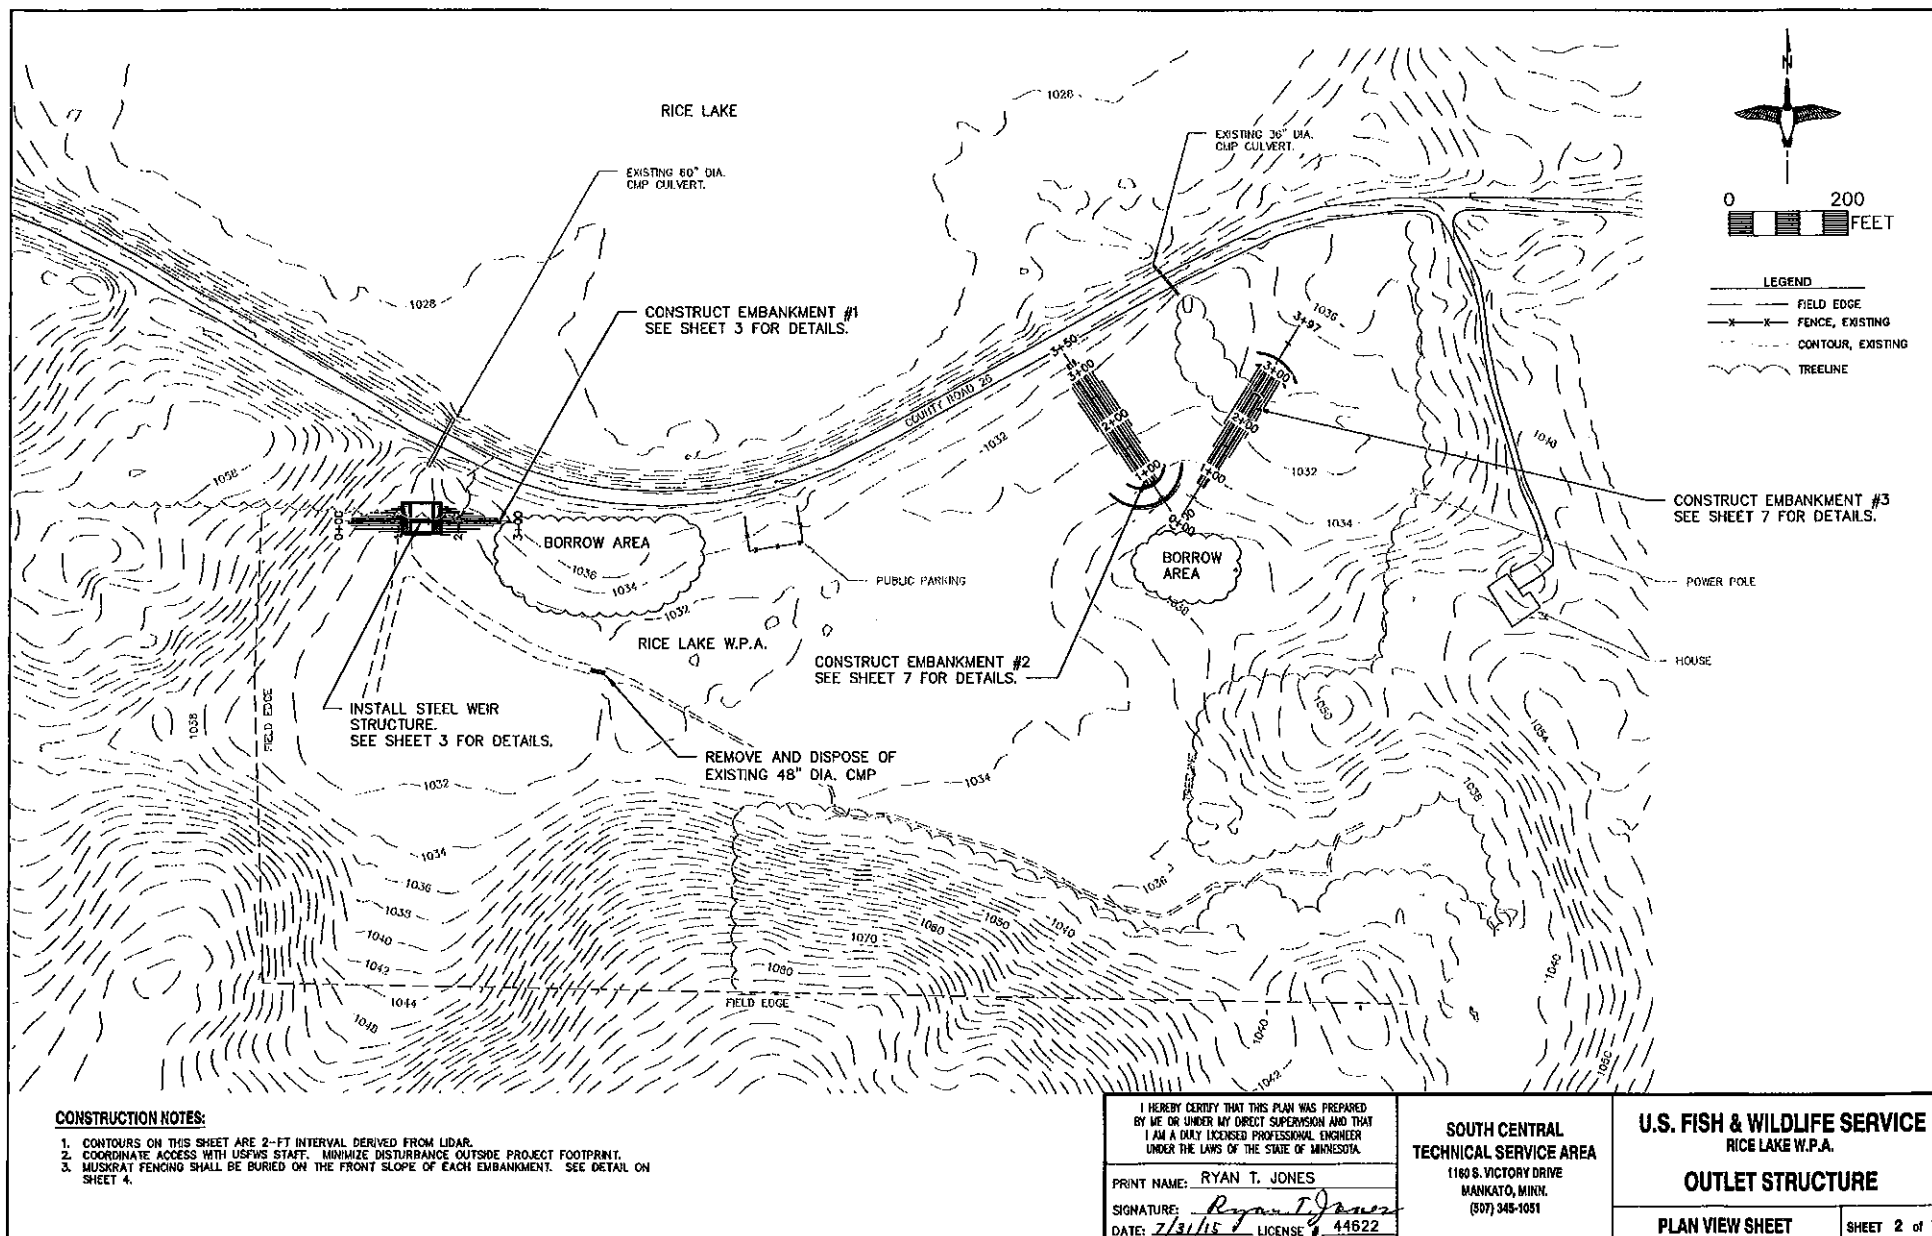 RICE LAKE
1028
EXISTING 60" DIA.
CMP CULVERT.
EXISTING 36" DIA.
CMP CULVERT.
N
0 200
FEET
LEGEND
FIELD EDGE
FENCE, EXISTING
CONTOUR, EXISTING
TREELINE
1028
CONSTRUCT EMBANKMENT #1
SEE SHEET 3 FOR DETAILS.
1036
3+97
3+50
3+00
2+00
1+00
0+00
3+00
2+00
1+00
COUNTY ROAD 26
1032
1032
1040
1058
1034
CONSTRUCT EMBANKMENT #3
SEE SHEET 7 FOR DETAILS.
0+00
3+00
BORROW AREA
1036
1034
1032
PUBLIC PARKING
BORROW
AREA
1030
POWER POLE
RICE LAKE W.P.A.
CONSTRUCT EMBANKMENT #2
SEE SHEET 7 FOR DETAILS.
HOUSE
1038
FIELD EDGE
INSTALL STEEL WEIR
STRUCTURE.
SEE SHEET 3 FOR DETAILS.
REMOVE AND DISPOSE OF
EXISTING 48" DIA. CMP
1050
1054
TREELINE
1032
1034
1038
1034
1036
1038
1040
1042
1044
1048
1036
1040
1050
1060
1070
1080
FIELD EDGE
1040
1040
1042
1050
CONSTRUCTION NOTES:
1. CONTOURS ON THIS SHEET ARE 2-FT INTERVAL DERIVED FROM LIDAR.
2. COORDINATE ACCESS WITH USFWS STAFF. MINIMIZE DISTURBANCE OUTSIDE PROJECT FOOTPRINT.
3. MUSKRAT FENCING SHALL BE BURIED ON THE FRONT SLOPE OF EACH EMBANKMENT. SEE DETAIL ON
SHEET 4.
I HEREBY CERTIFY THAT THIS PLAN WAS PREPARED
BY ME OR UNDER MY DIRECT SUPERVISION AND THAT
I AM A DULY LICENSED PROFESSIONAL ENGINEER
UNDER THE LAWS OF THE STATE OF MINNESOTA.
PRINT NAME: RYAN T. JONES
SIGNATURE: Ryan T. Jones
DATE: 7/31/15 LICENSE # 44622
SOUTH CENTRAL
TECHNICAL SERVICE AREA
1160 S. VICTORY DRIVE
MANKATO, MINN.
(507) 345-1051
U.S. FISH & WILDLIFE SERVICE
RICE LAKE W.P.A.
OUTLET STRUCTURE
PLAN VIEW SHEET
SHEET 2 of